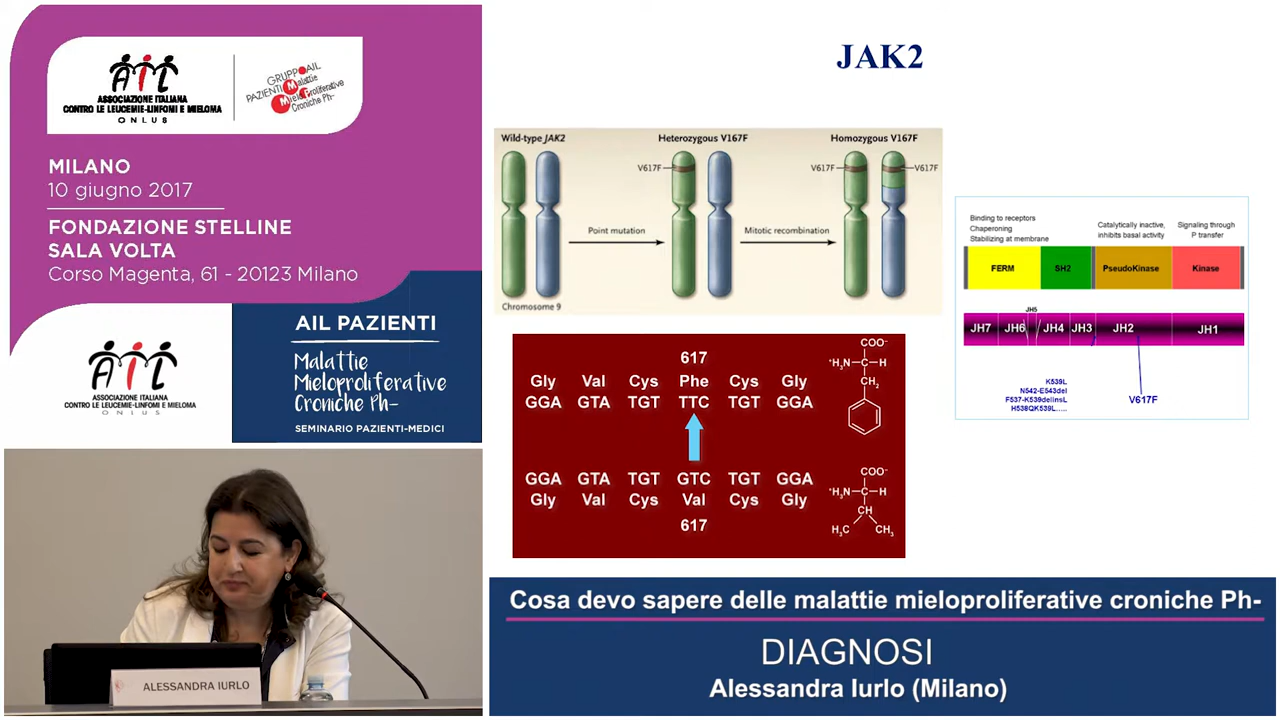 ASSOCIAZIONE ITALIANA
CONTRO LE LEUCEMIE-LINFOMI E MIELOMA
ONLUS
GRUPPO AIL
PAZIENTI Malattie
Mieloproliferative
Croniche Ph-
MILANO
10 giugno 2017
FONDAZIONE STELLINE
SALA VOLTA
Corso Magenta, 61 - 20123 Milano
AIL
ASSOCIAZIONE ITALIANA
CONTRO LE LEUCEMIE-LINFOMI E MIELOMA
ONLUS
AIL PAZIENTI
Malattie
Mieloproliferative
Croniche Ph-
SEMINARIO PAZIENTI-MEDICI
ALESSANDRA IURLO
JAK2
Wild-type JAK2
Heterozygous V167F
Homozygous V167F
V617F
V617F
V617F
Point mutation
Mitotic recombination
Chromosome 9
617
Gly Val Cys Phe Cys Gly
GGA GTA TGT TTC TGT GGA
GGA GTA TGT GTC TGT GGA
Gly Val Cys Val Cys Gly
617
COO⁻
⁺H₃N-C-H
CH₂
COO⁻
⁺H₃N-C-H
CH
H₃C CH₃
Binding to receptors
Chaperoning
Stabilizing at membrane
Catylically inactive,
inhibits basal activity
Signaling through
P transfer
FERM SH2 PseudoKinase Kinase
JH5
JH7 JH6 JH4 JH3 JH2 JH1
K539L
N542-E543del
F537-K539delinsL
H538QK539L.....
V617F
Cosa devo sapere delle malattie mieloproliferative croniche Ph-
DIAGNOSI
Alessandra Iurlo (Milano)